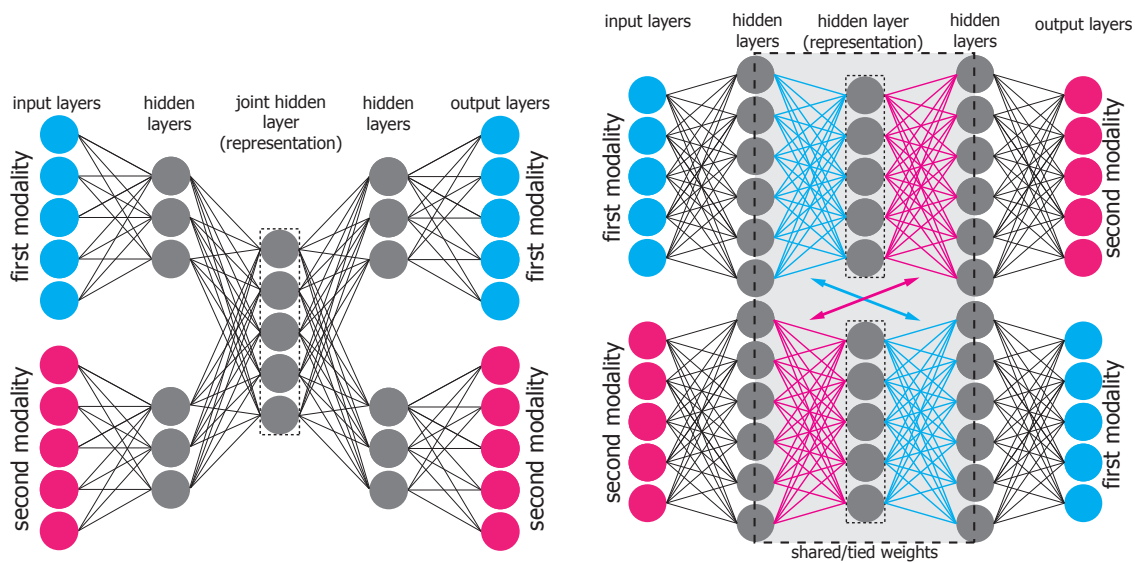 input layers
hidden
layers
joint hidden
layer
(representation)
hidden
layers
output layers
first modality
first modality
second modality
second modality
input layers
hidden
layers
hidden layer
(representation)
hidden
layers
output layers
first modality
second modality
second modality
first modality
shared/tied weights